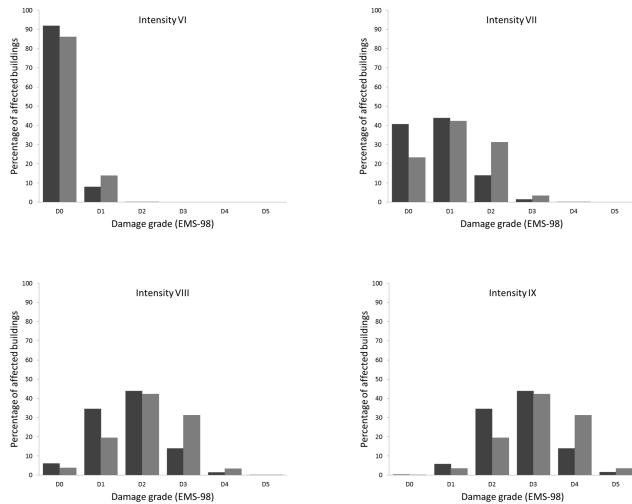 Intensity VI
Percentage of affected buildings
100
90
80
70
60
50
40
30
20
10
0
D0 D1 D2 D3 D4 D5
Damage grade (EMS-98)
Intensity VII
Percentage of affected buildings
100
90
80
70
60
50
40
30
20
10
0
D0 D1 D2 D3 D4 D5
Damage grade (EMS-98)
Intensity VIII
Percentage of affected buildings
100
90
80
70
60
50
40
30
20
10
0
D0 D1 D2 D3 D4 D5
Damage grade (EMS-98)
Intensity IX
Percentage of affected buildings
100
90
80
70
60
50
40
30
20
10
0
D0 D1 D2 D3 D4 D5
Damage grade (EMS-98)